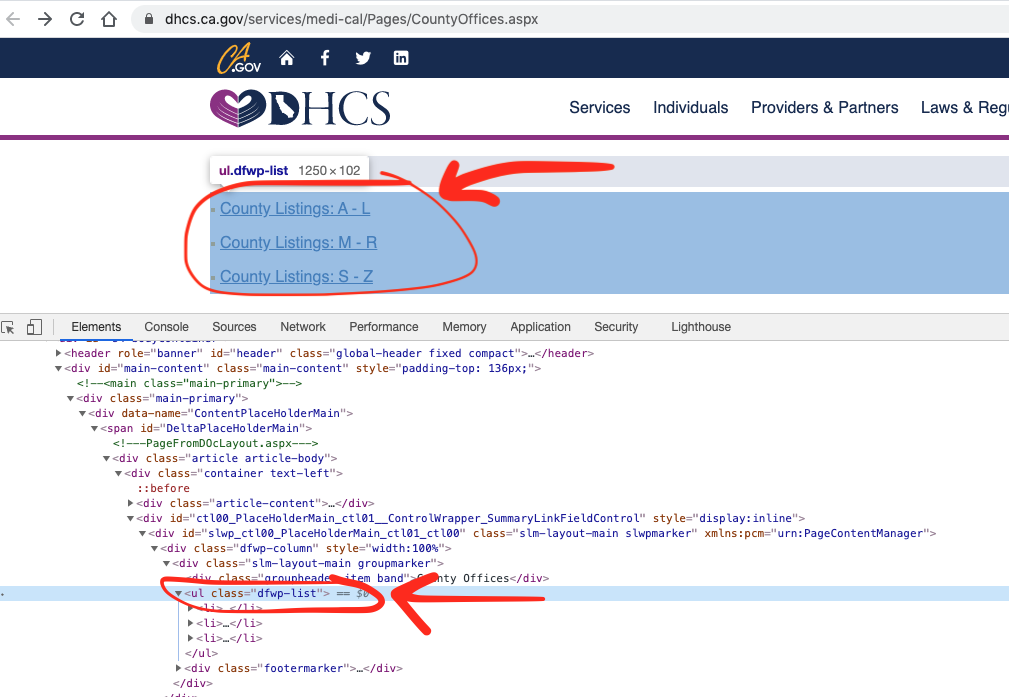 dhcs.ca.gov/services/medi-cal/Pages/CountyOffices.aspx
CA .GOV
DHCS
Services Individuals Providers & Partners Laws & Regu
ul.dfwp-list 1250 × 102
County Listings: A - L
County Listings: M - R
County Listings: S - Z
Elements Console Sources Network Performance Memory Application Security Lighthouse
<header role="banner" id="header" class="global-header fixed compact">…</header>
<div id="main-content" class="main-content" style="padding-top: 136px;">
<!--<main class="main-primary">-->
<div class="main-primary">
<div data-name="ContentPlaceHolderMain">
<span id="DeltaPlaceHolderMain">
<!---PageFromDOcLayout.aspx--->
<div class="article article-body">
<div class="container text-left">
::before
<div class="article-content">…</div>
<div id="ctl00_PlaceHolderMain_ctl01__ControlWrapper_SummaryLinkFieldControl" style="display:inline">
<div id="slwp_ctl00_PlaceHolderMain_ctl01_ctl00" class="slm-layout-main slwpmarker" xmlns:pcm="urn:PageContentManager">
<div class="dfwp-column" style="width:100%">
<div class="slm-layout-main groupmarker">
<div class="groupheader item band">County Offices</div>
<ul class="dfwp-list"> == $0
<li>…</li>
<li>…</li>
<li>…</li>
</ul>
<div class="footermarker">…</div>
</div>
</div>